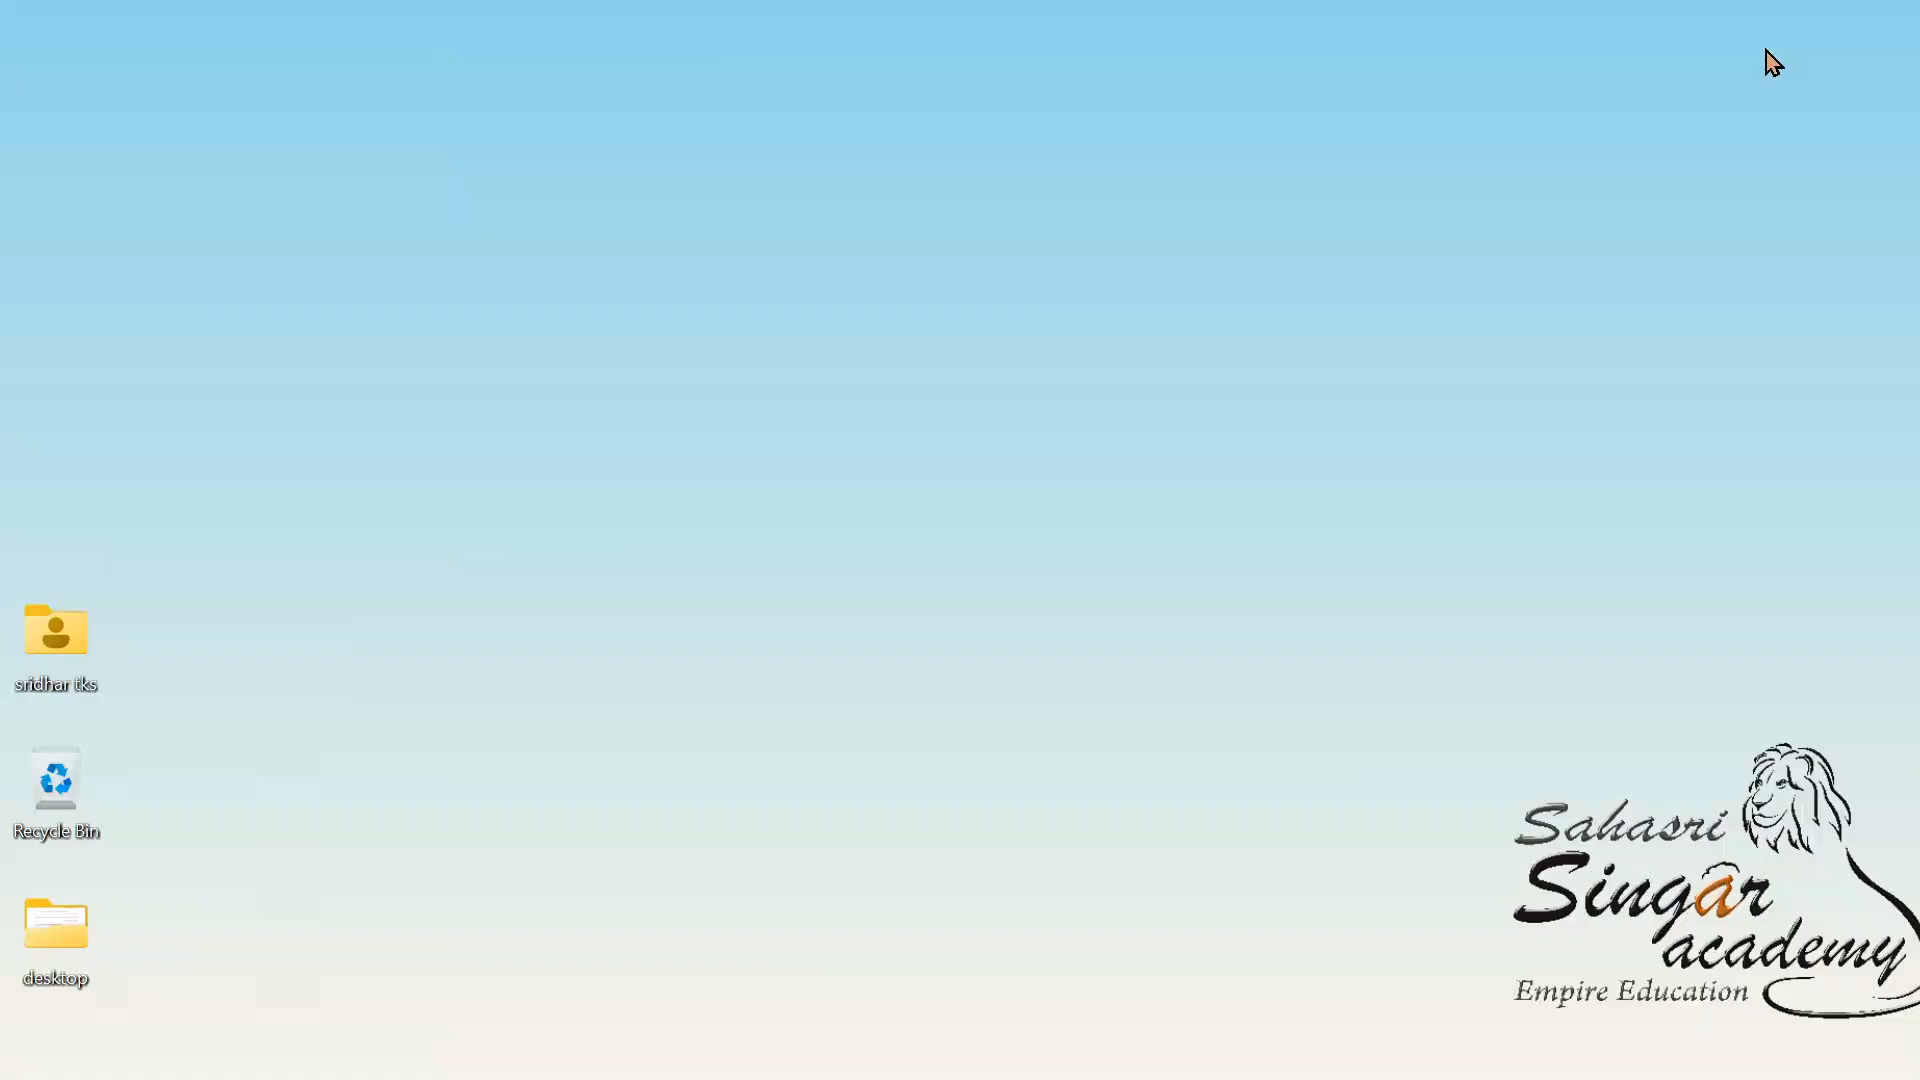 sridhar tks
Recycle Bin
desktop
Sahasri
Singar
academy
Empire Education